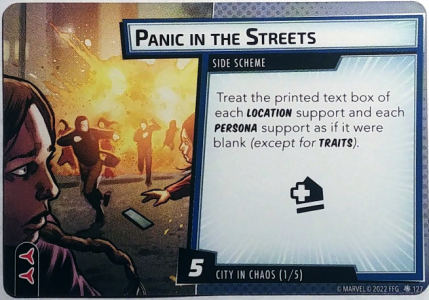 PANIC IN THE STREETS
SIDE SCHEME
Treat the printed text box of
each LOCATION support and each
PERSONA support as if it were
blank (except for TRAITS).
5
CITY IN CHAOS (1/5)
© MARVEL © 2022 FFG 127